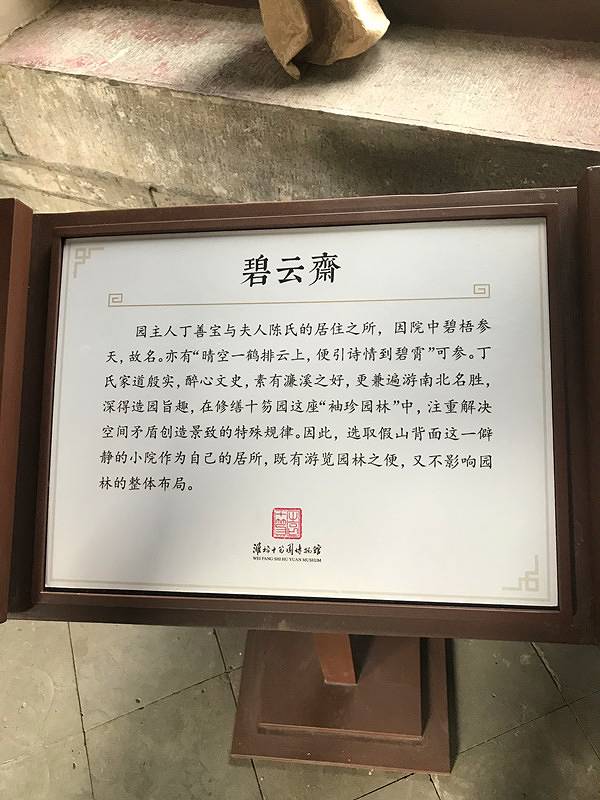 碧云齋
园主人丁善宝与夫人陈氏的居住之所，因院中碧梧参
天，故名。亦有“晴空一鹤排云上，便引诗情到碧霄”可参。丁
氏家道殷实，醉心文史，素有濂溪之好，更兼遍游南北名胜，
深得造园旨趣，在修缮十笏园这座“袖珍园林”中，注重解决
空间矛盾创造景致的特殊规律。因此，选取假山背面这一僻
静的小院作为自己的居所，既有游览园林之便，又不影响园
林的整体布局。
潍坊十笏園博物馆
WEI FANG SHI HU YUAN MUSEUM